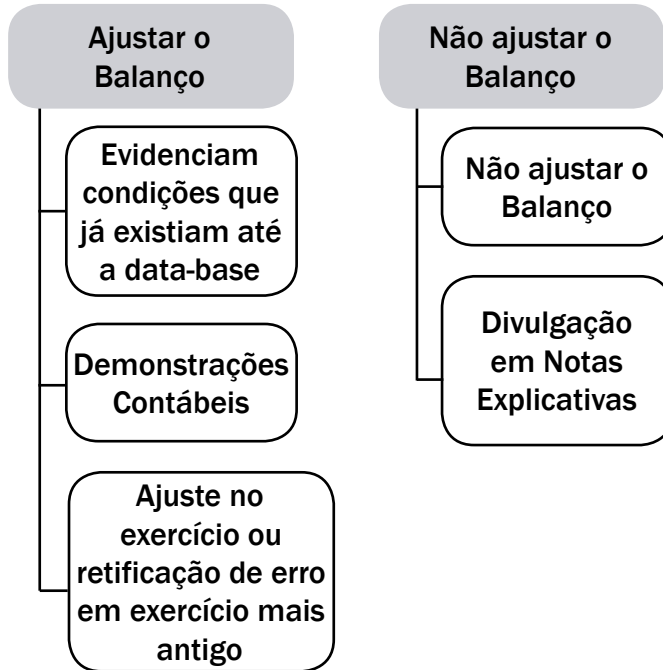 Ajustar o
Balanço
Evidenciam
condições que
já existiam até
a data-base
Demonstrações
Contábeis
Ajuste no
exercício ou
retificação de erro
em exercício mais
antigo
Não ajustar o
Balanço
Não ajustar o
Balanço
Divulgação
em Notas
Explicativas